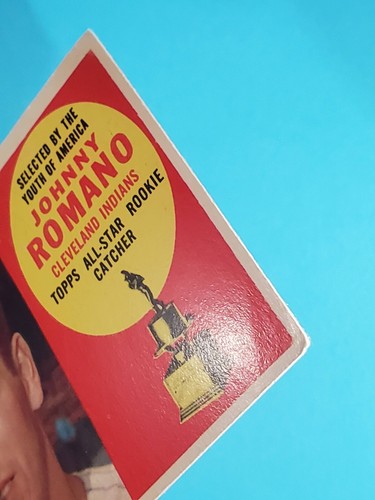 SELECTED BY THE
YOUTH OF AMERICA
JOHNNY
ROMANO
CLEVELAND INDIANS
TOPPS ALL-STAR ROOKIE
CATCHER